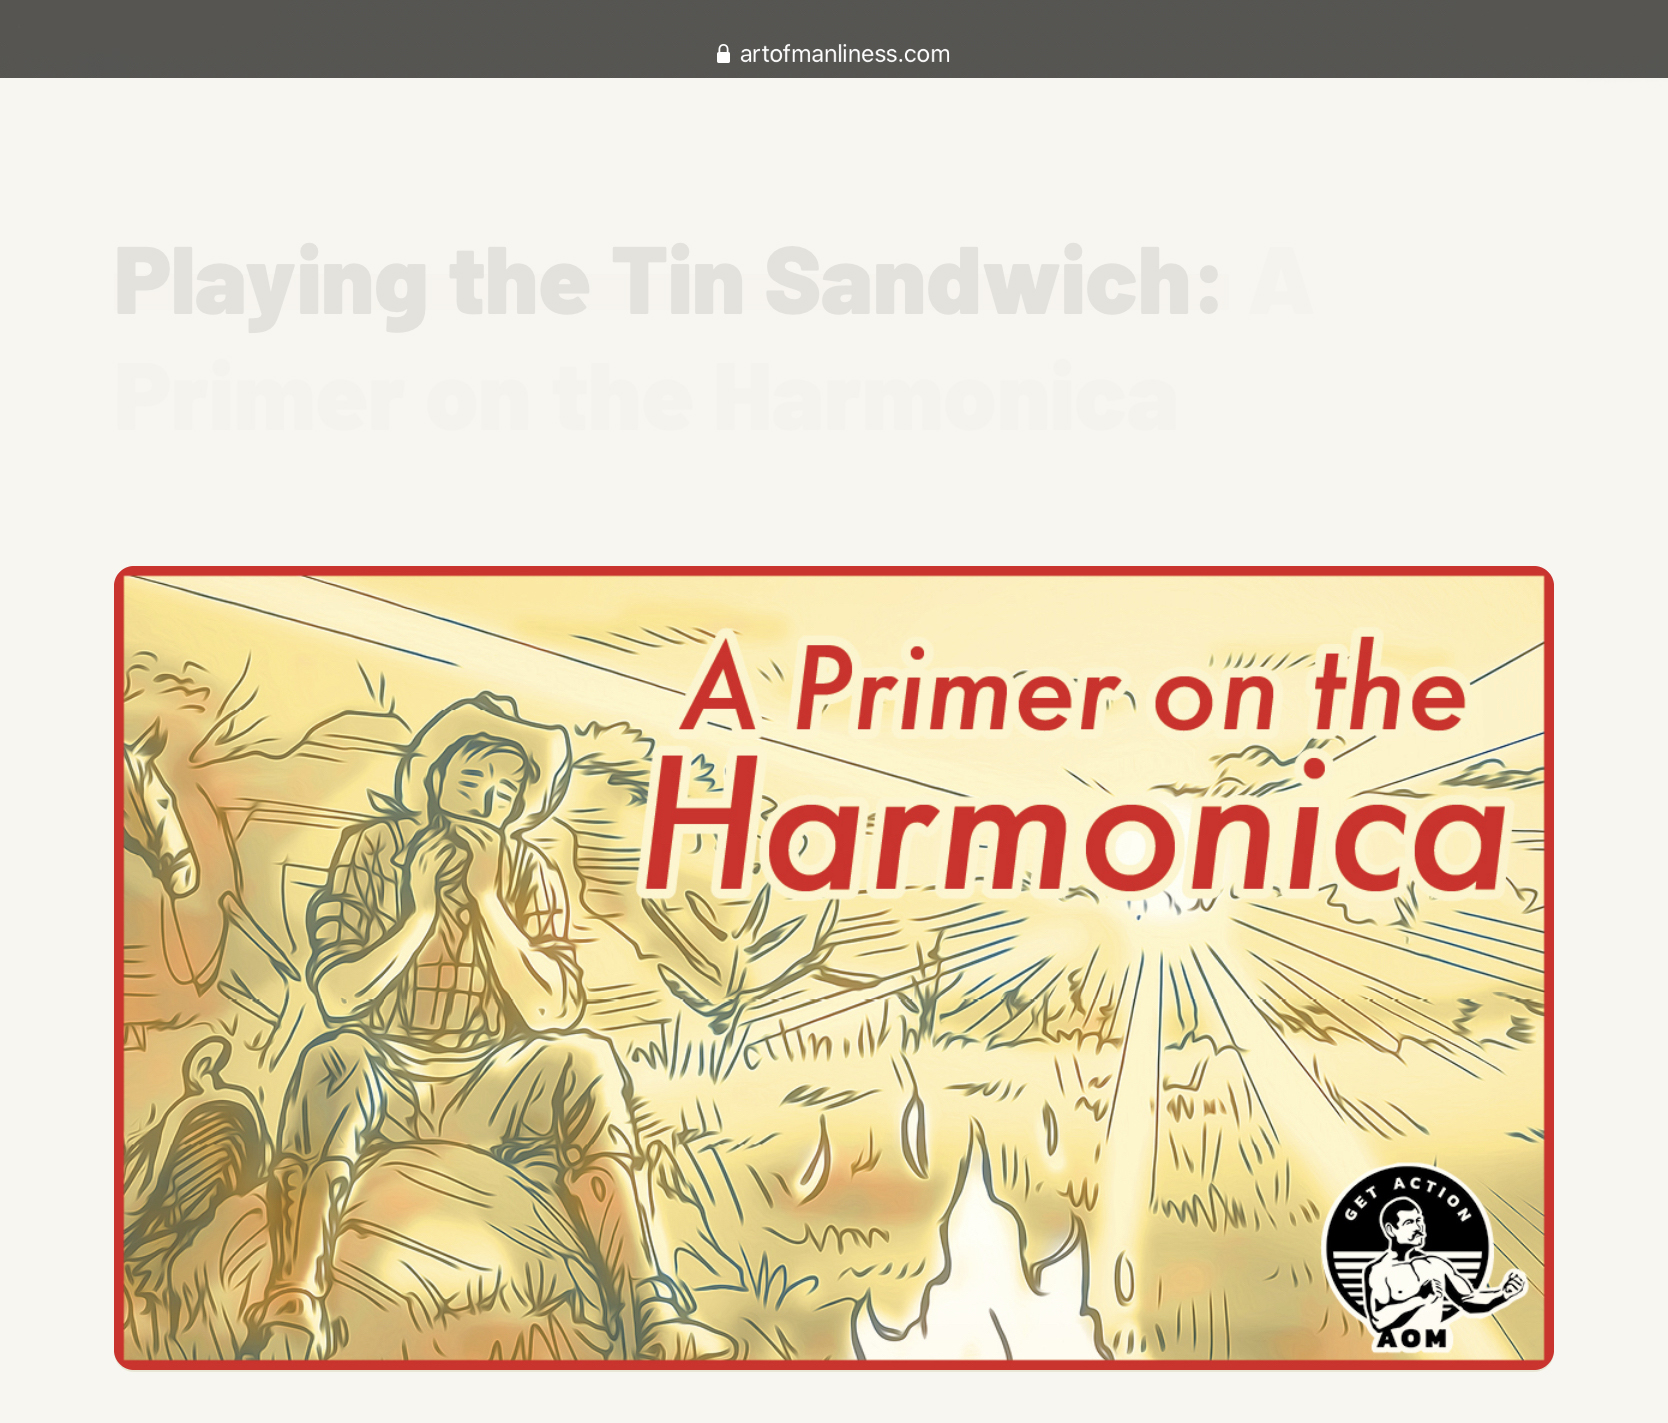 artofmanliness.com
Playing the Tin Sandwich: A
Primer on the Harmonica
A Primer on the
Harmonica
GET ACTION
AOM